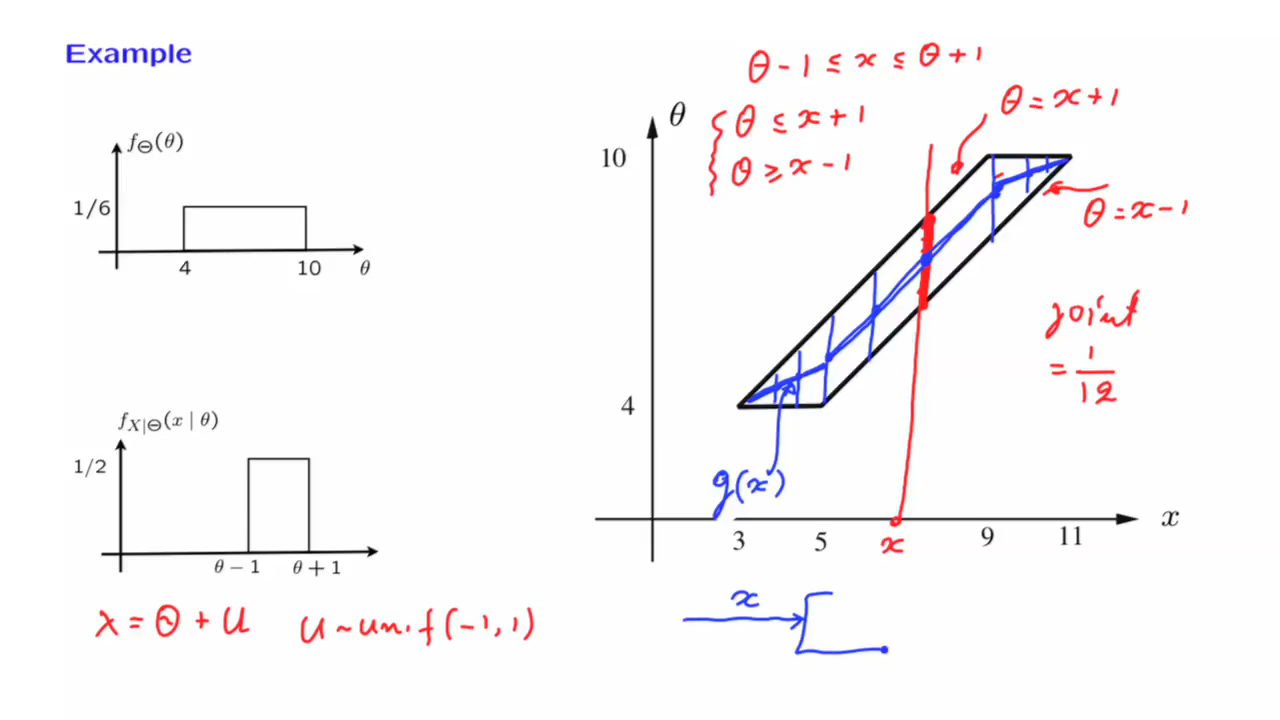 Example
f_Θ(θ)
1/6
4
10
θ
f_{X|Θ}(x | θ)
1/2
θ − 1
θ + 1
X = Θ + U   U ~ unif(-1,1)
θ - 1 ≤ x ≤ θ + 1
θ ≤ x + 1
θ ≥ x - 1
θ = x + 1
θ = x - 1
θ
10
4
joint
= 1/12
g(x)
3
5
x
9
11
x
x